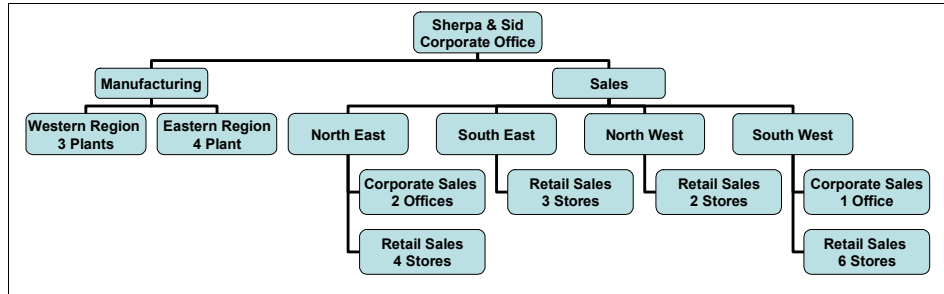 Sherpa & Sid
Corporate Office
Manufacturing
Sales
Western Region
3 Plants
Eastern Region
4 Plant
North East
South East
North West
South West
Corporate Sales
2 Offices
Retail Sales
3 Stores
Retail Sales
2 Stores
Corporate Sales
1 Office
Retail Sales
4 Stores
Retail Sales
6 Stores